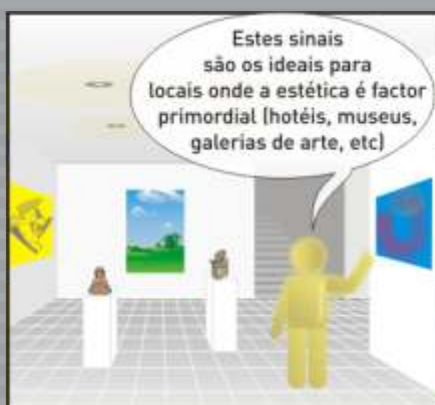 Estes sinais
são os ideais para
locais onde a estética é factor
primordial (hotéis, museus,
galerias de arte, etc)